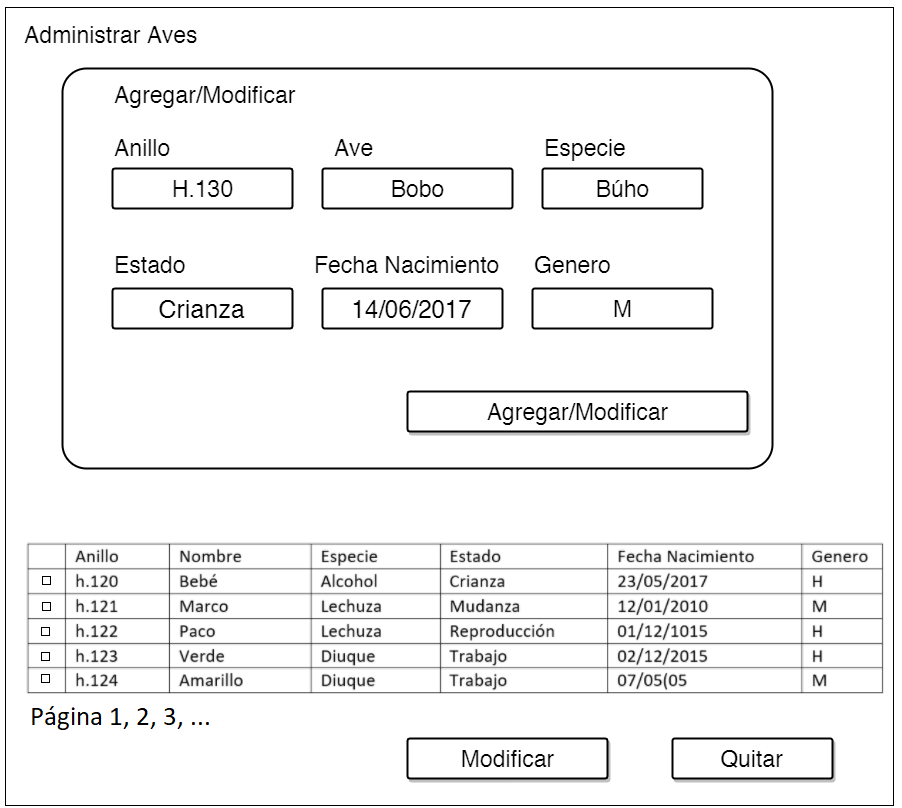 Administrar Aves
Agregar/Modificar
Anillo Ave Especie
H.130 Bobo Búho
Estado Fecha Nacimiento Genero
Crianza 14/06/2017 M
Agregar/Modificar
Anillo Nombre Especie Estado Fecha Nacimiento Genero
h.120 Bebé Alcohol Crianza 23/05/2017 H
h.121 Marco Lechuza Mudanza 12/01/2010 M
h.122 Paco Lechuza Reproducción 01/12/1015 H
h.123 Verde Diuque Trabajo 02/12/2015 H
h.124 Amarillo Diuque Trabajo 07/05(05 M
Página 1, 2, 3, ...
Modificar Quitar